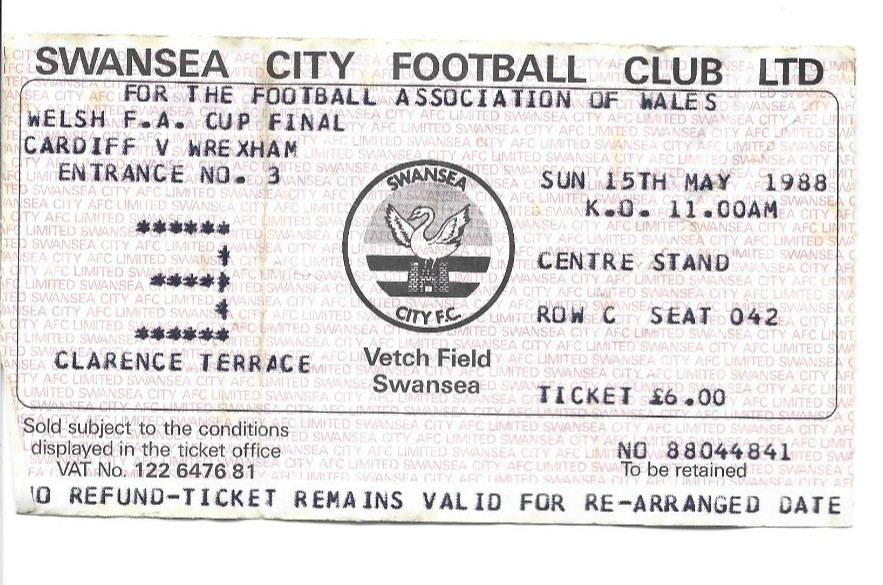 SWANSEA CITY FOOTBALL CLUB LTD
FOR THE FOOTBALL ASSOCIATION OF WALES
WELSH F.A. CUP FINAL
CARDIFF V WREXHAM
ENTRANCE NO. 3
SUN 15TH MAY 1988
K.O. 11.00AM
******
*
*****
*
******
CLARENCE TERRACE
SWANSEA
CITY F.C.
Vetch Field
Swansea
CENTRE STAND
ROW C SEAT 042
TICKET £6.00
Sold subject to the conditions
displayed in the ticket office
VAT No. 122 6476 81
NO 88044841
To be retained
O REFUND-TICKET REMAINS VALID FOR RE-ARRANGED DATE